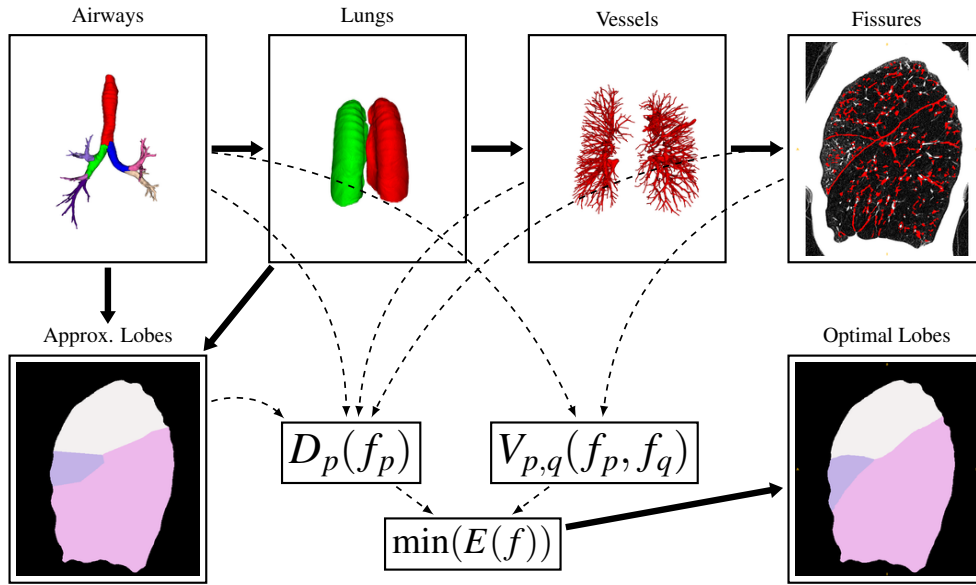 Airways
Lungs
Vessels
Fissures
Approx. Lobes
Optimal Lobes
D_p(f_p)
V_{p,q}(f_p, f_q)
min(E(f))